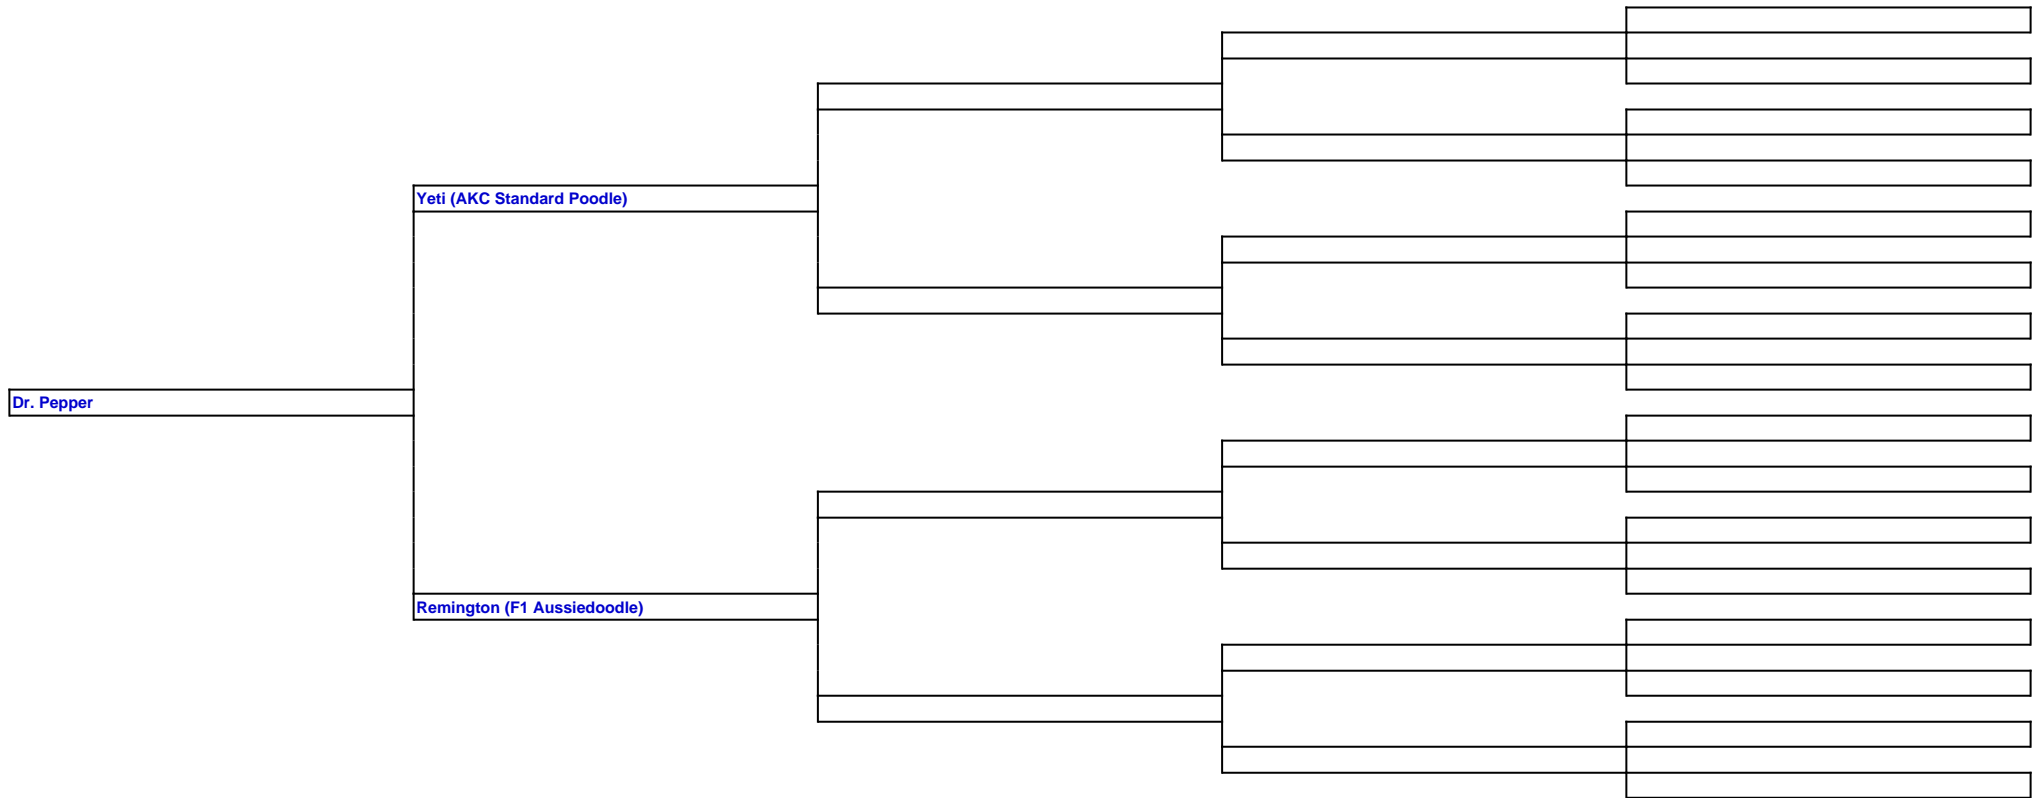 Yeti (AKC Standard Poodle)
Dr. Pepper
Remington (F1 Aussiedoodle)